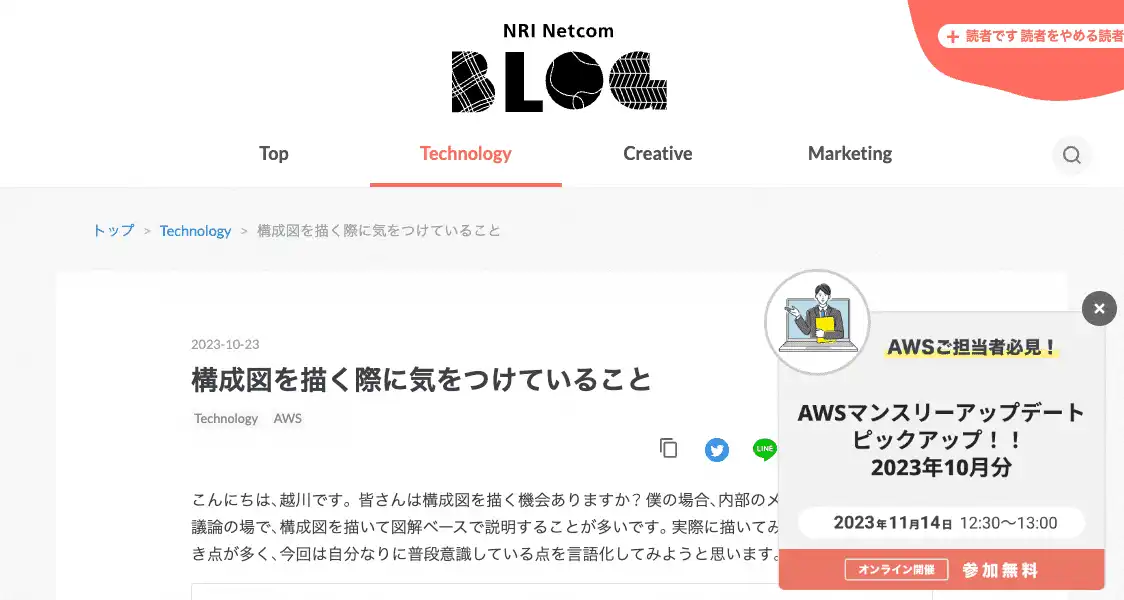 NRI Netcom
BLOG
+ 読者です 読者をやめる 読者
Top Technology Creative Marketing
トップ > Technology > 構成図を描く際に気をつけていること
2023-10-23
構成図を描く際に気をつけていること
Technology AWS
LINE
こんにちは、越川です。皆さんは構成図を描く機会ありますか?僕の場合、内部のメ
議論の場で、構成図を描いて図解ベースで説明することが多いです。実際に描いてみ
き点が多く、今回は自分なりに普段意識している点を言語化してみようと思います。
AWSご担当者必見!
AWSマンスリーアップデート
ピックアップ!!
2023年10月分
2023年11月14日 12:30〜13:00
オンライン開催 参加無料